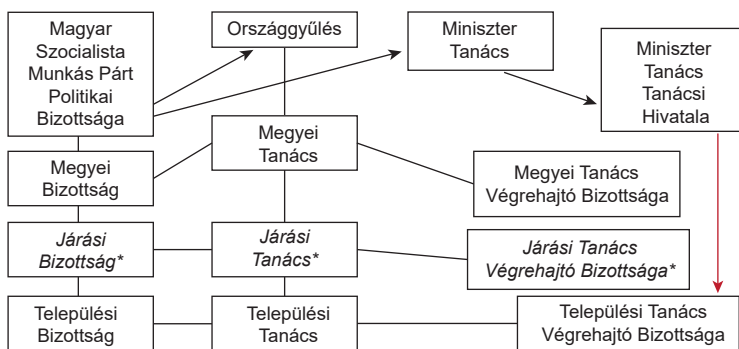 Magyar
Szocialista
Munkás Párt
Politikai
Bizottsága
Országgyűlés
Miniszter
Tanács
Miniszter
Tanács
Tanácsi
Hivatala
Megyei
Bizottság
Megyei
Tanács
Megyei Tanács
Végrehajtó Bizottsága
Járási
Bizottság*
Járási
Tanács*
Járási Tanács
Végrehajtó Bizottsága*
Települési
Bizottság
Települési
Tanács
Települési Tanács
Végrehajtó Bizottsága